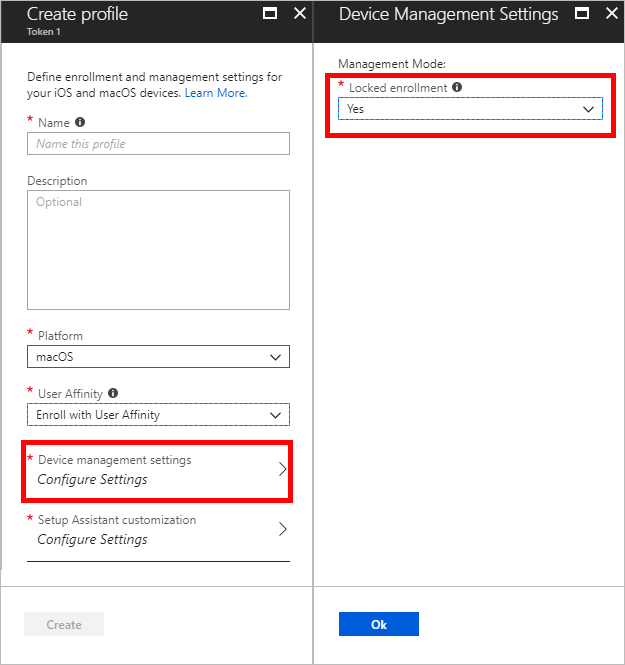 Create profile
Token 1
Define enrollment and management settings for
your iOS and macOS devices. Learn More.
* Name
Name this profile
Description
Optional
* Platform
macOS
* User Affinity
Enroll with User Affinity
* Device management settings
Configure Settings
* Setup Assistant customization
Configure Settings
Create
Device Management Settings
Management Mode:
* Locked enrollment
Yes
Ok